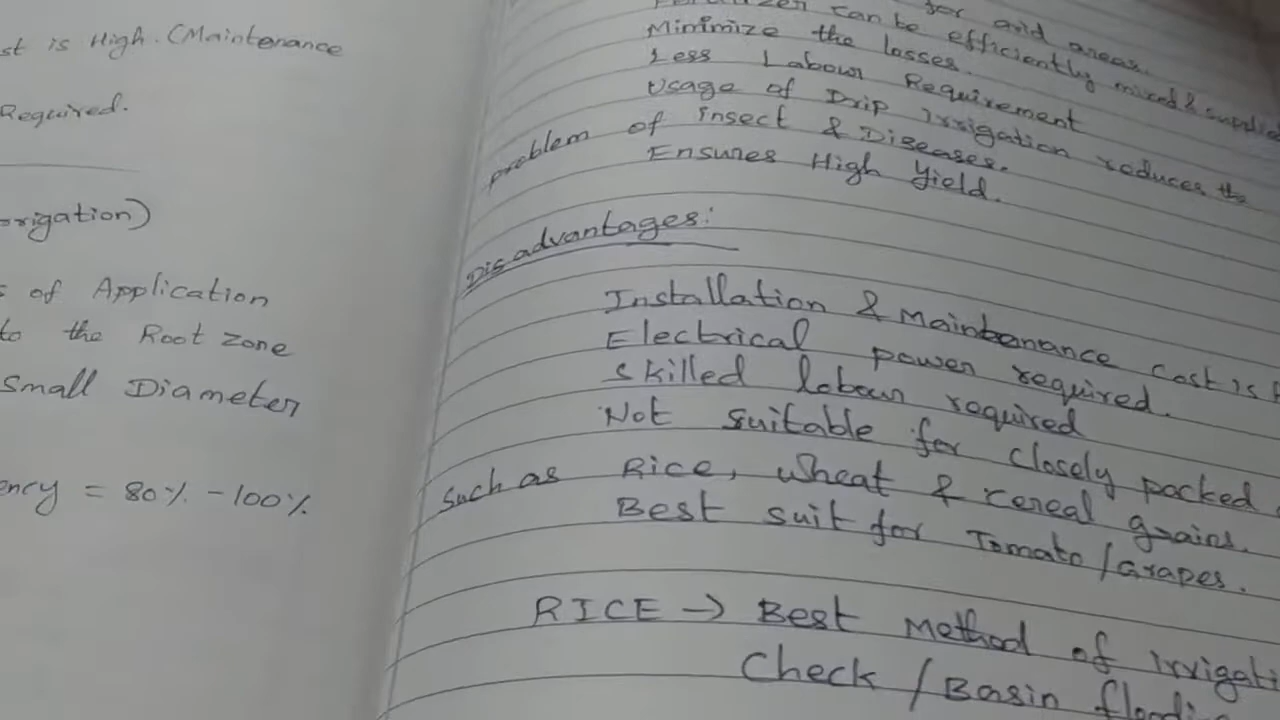 st is High. (Maintenance
Required.
rrigation)
of Application
to the Root zone
Small Diameter
ency = 80% - 100%
for arid areas.
can be efficiently mixed &
Minimize the losses.
Less Labour Requirement
Usage of Drip Irrigation reduces the
problem of insect & Diseases.
Ensures High Yield.
Disadvantages:
Installation & Maintenance cost is
Electrical power required.
Skilled labour required
Not suitable for closely packed
such as Rice, wheat & cereal grains.
Best suit for Tomato/Grapes.
RICE → Best Method of irrigati
Check / Basin floodi